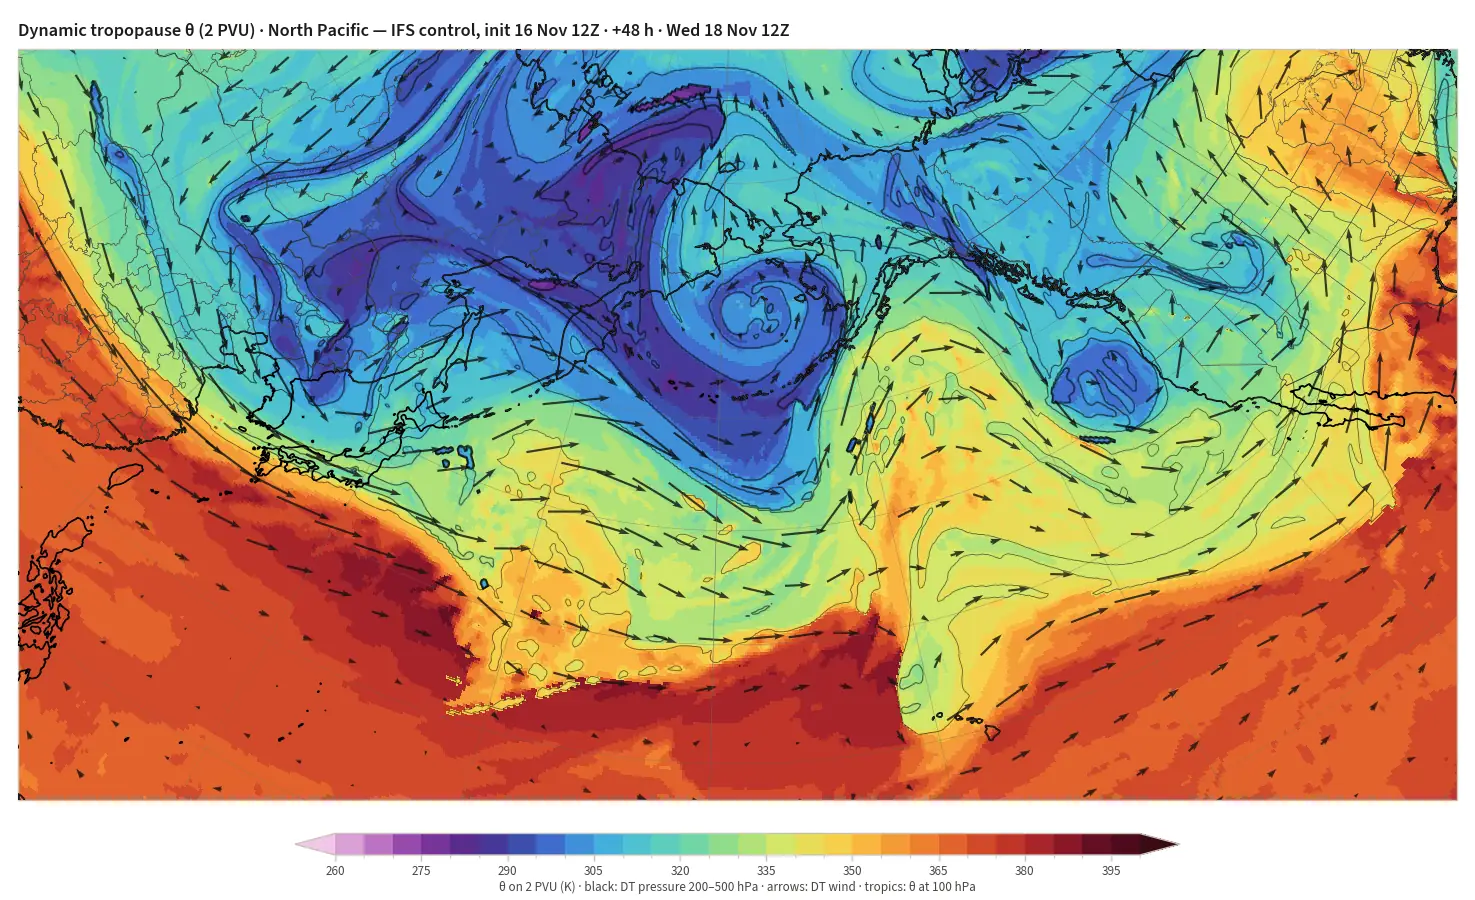 Dynamic tropopause θ (2 PVU) · North Pacific — IFS control, init 16 Nov 12Z · +48 h · Wed 18 Nov 12Z
260 275 290 305 320 335 350 365 380 395
θ on 2 PVU (K) · black: DT pressure 200–500 hPa · arrows: DT wind · tropics: θ at 100 hPa